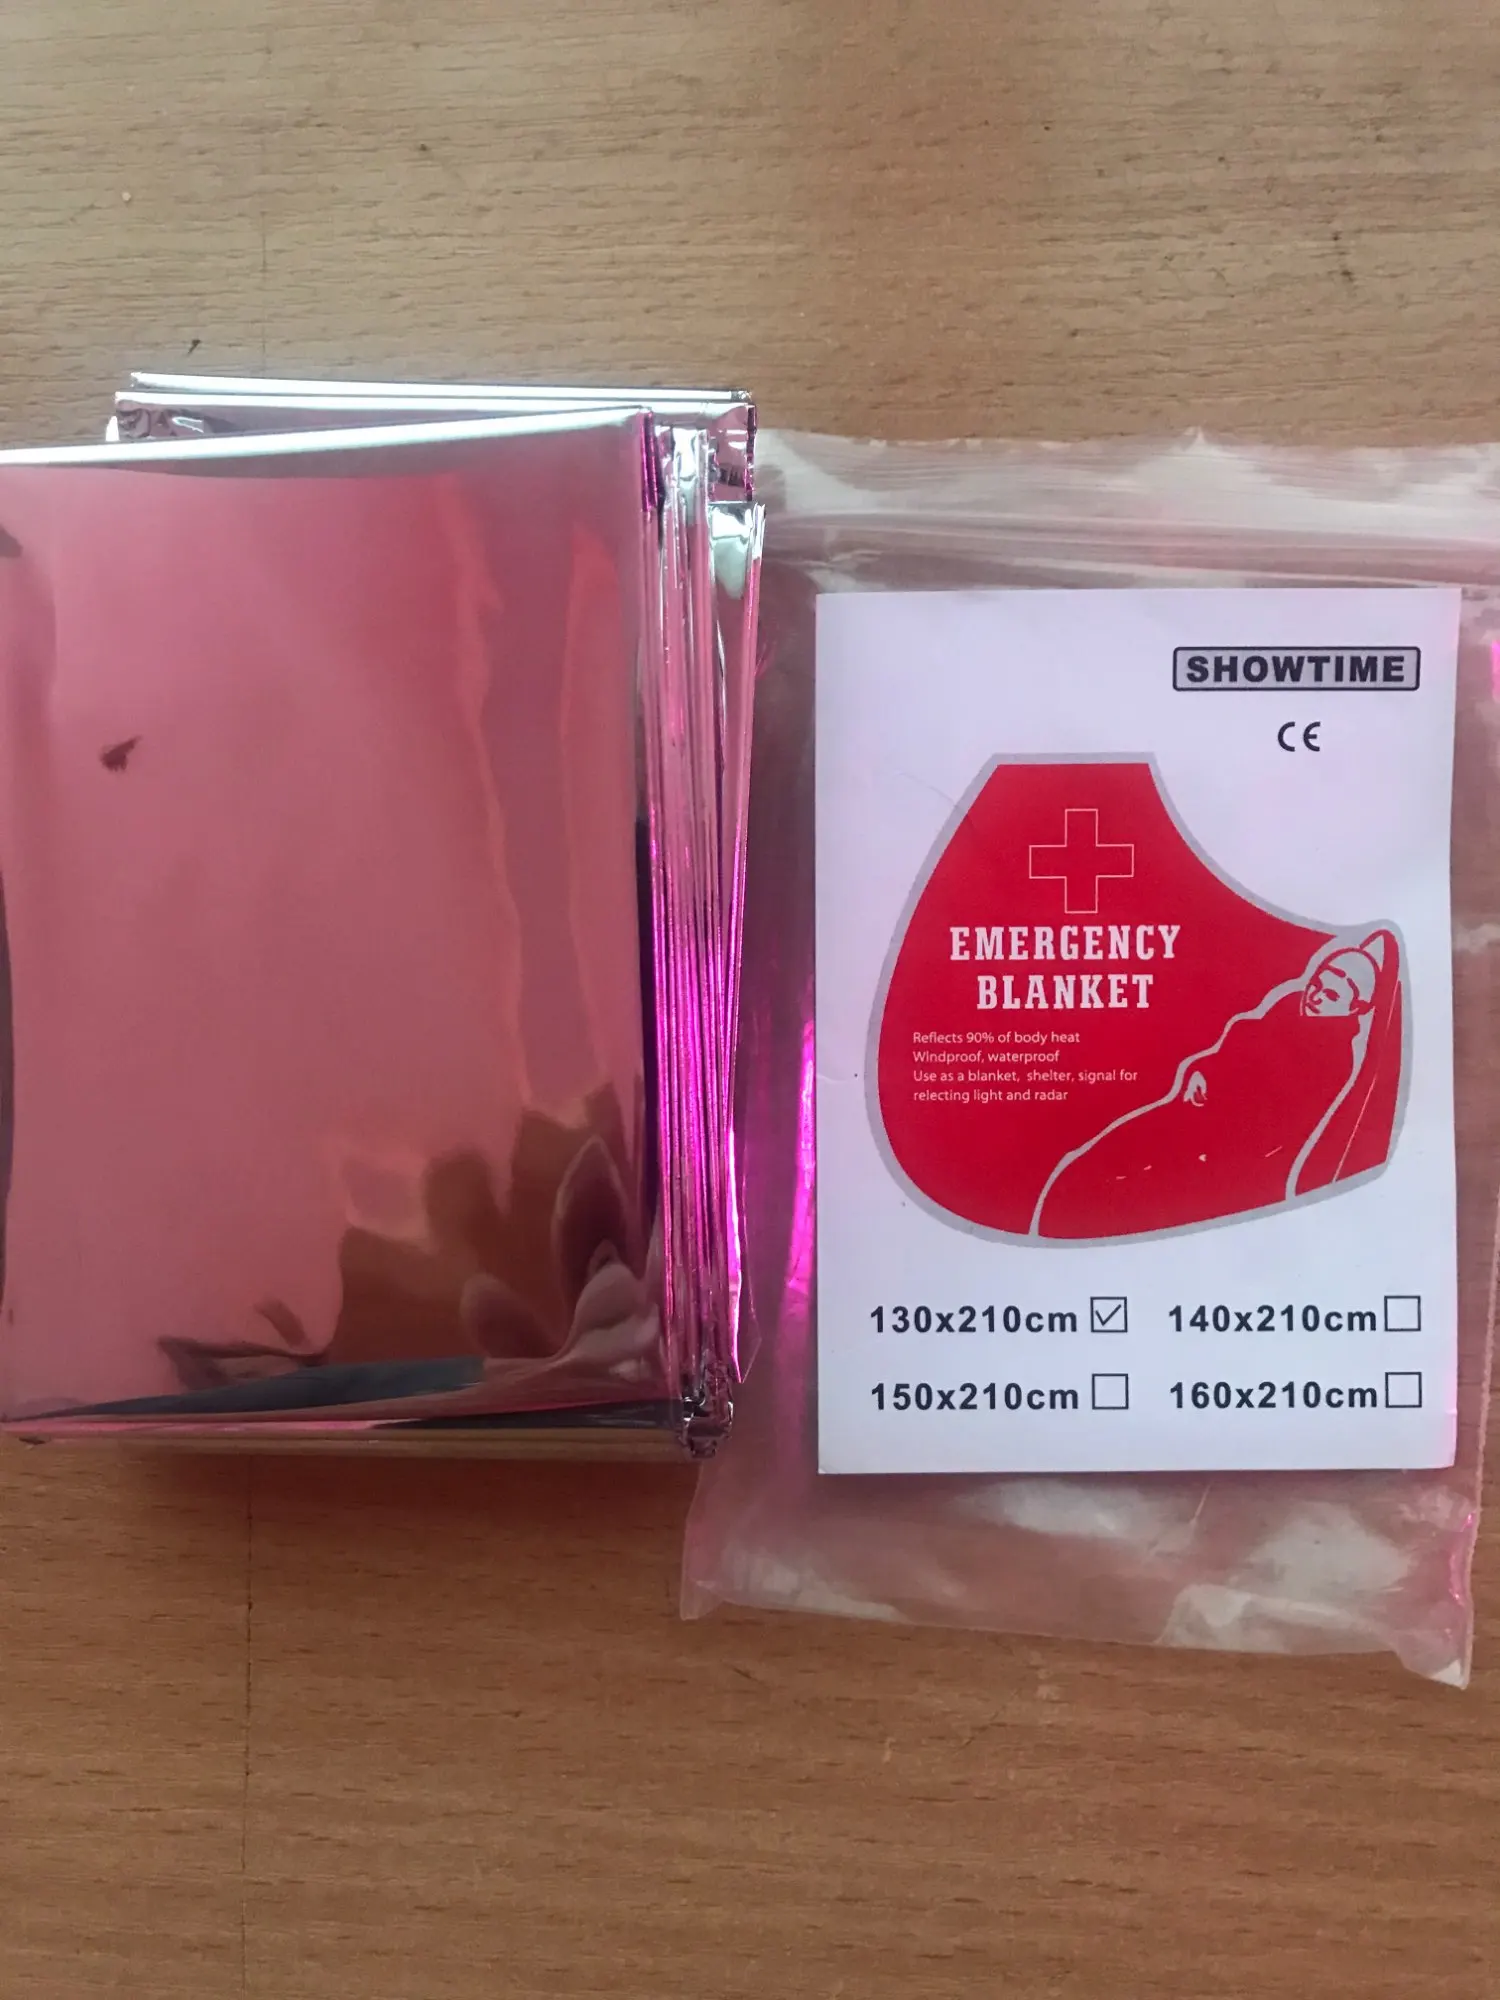 SHOWTIME
CE
EMERGENCY
BLANKET
Reflects 90% of body heat
Windproof, waterproof
Use as a blanket, shelter, signal for
relecting light and radar
130x210cm 140x210cm
150x210cm 160x210cm